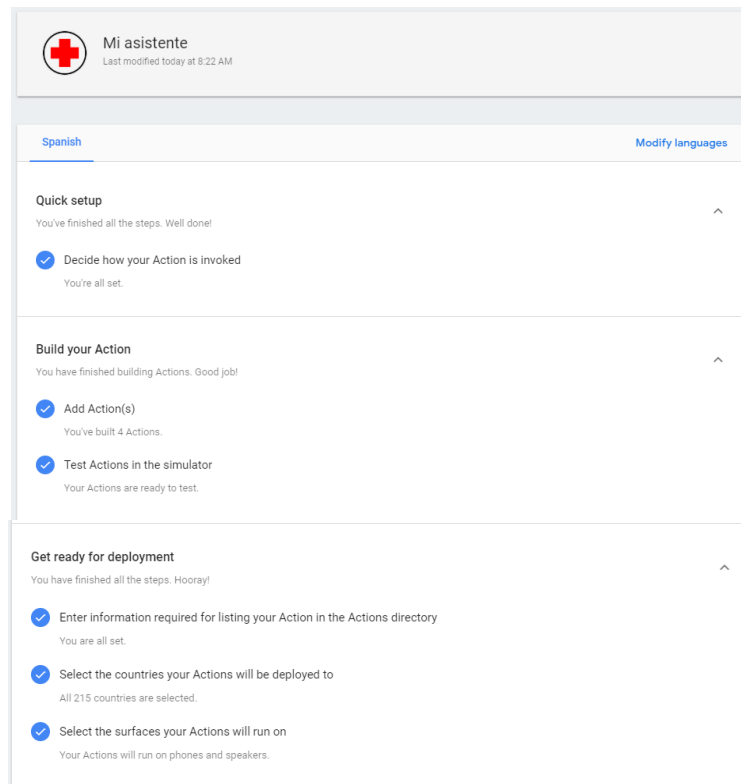 Mi asistente
Last modified today at 8:22 AM
Spanish
Modify languages
Quick setup
You've finished all the steps. Well done!
Decide how your Action is invoked
You're all set.
Build your Action
You have finished building Actions. Good job!
Add Action(s)
You've built 4 Actions.
Test Actions in the simulator
Your Actions are ready to test.
Get ready for deployment
You have finished all the steps. Hooray!
Enter information required for listing your Action in the Actions directory
You are all set.
Select the countries your Actions will be deployed to
All 215 countries are selected.
Select the surfaces your Actions will run on
Your Actions will run on phones and speakers.